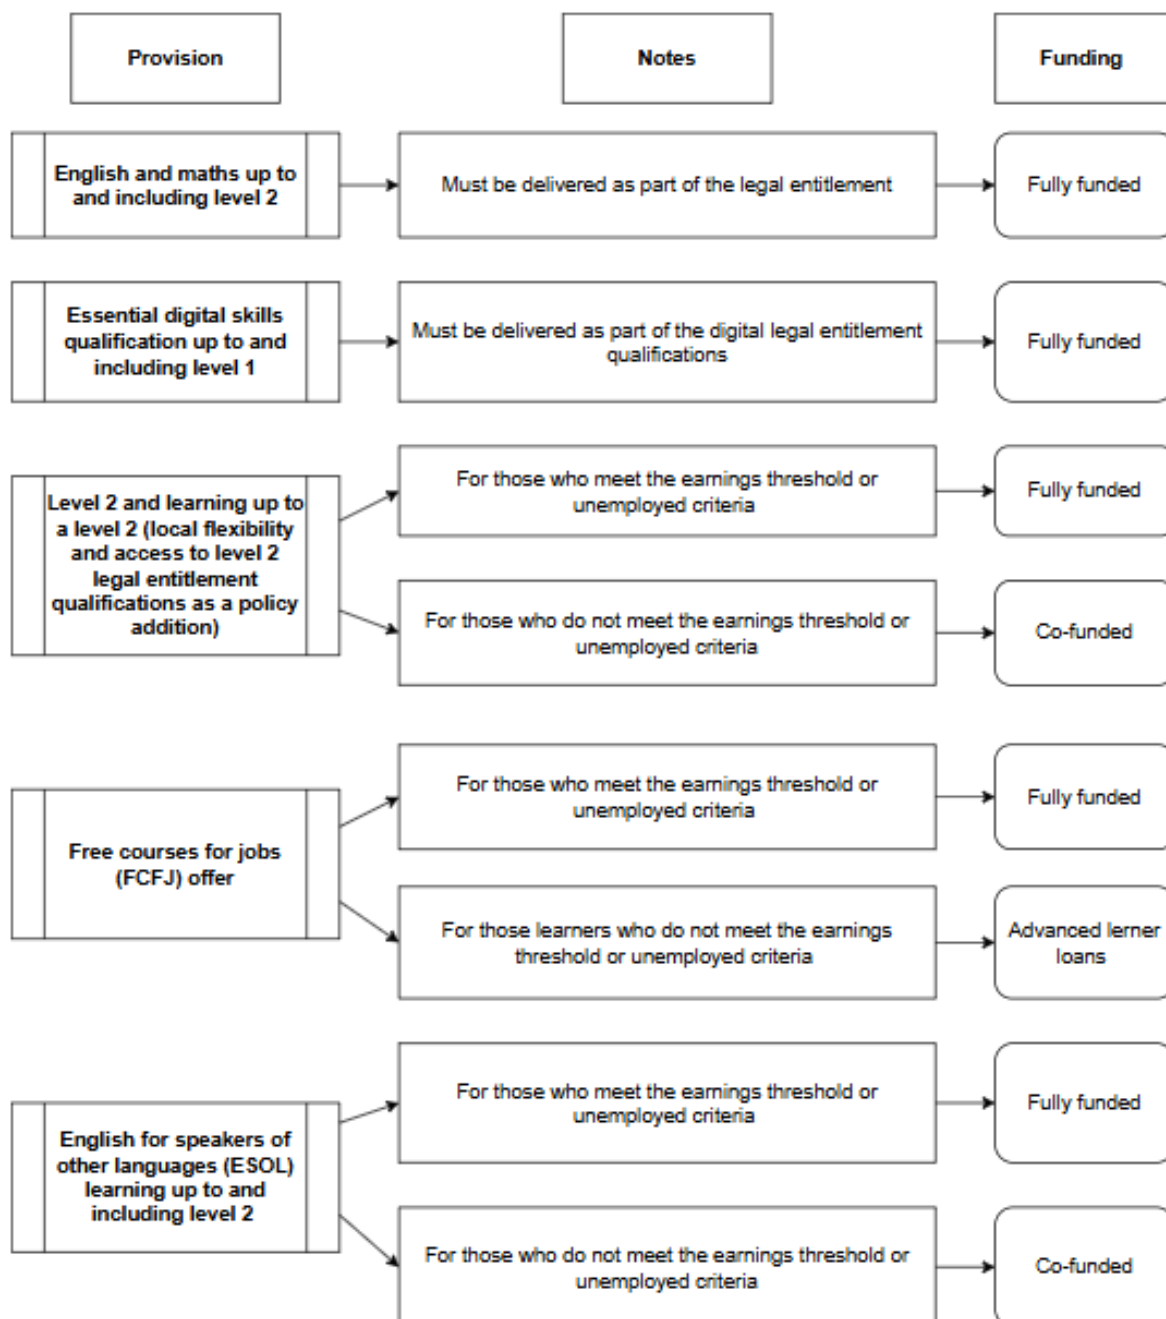 Provision
Notes
Funding
English and maths up to
and including level 2
Must be delivered as part of the legal entitlement
Fully funded
Essential digital skills
qualification up to and
including level 1
Must be delivered as part of the digital legal entitlement
qualifications
Fully funded
Level 2 and learning up to
a level 2 (local flexibility
and access to level 2
legal entitlement
qualifications as a policy
addition)
For those who meet the earnings threshold or
unemployed criteria
Fully funded
For those who do not meet the earnings threshold or
unemployed criteria
Co-funded
Free courses for jobs
(FCFJ) offer
For those who meet the earnings threshold or
unemployed criteria
Fully funded
For those learners who do not meet the earnings
threshold or unemployed criteria
Advanced lerner
loans
English for speakers of
other languages (ESOL)
learning up to and
including level 2
For those who meet the earnings threshold or
unemployed criteria
Fully funded
For those who do not meet the earnings threshold or
unemployed criteria
Co-funded